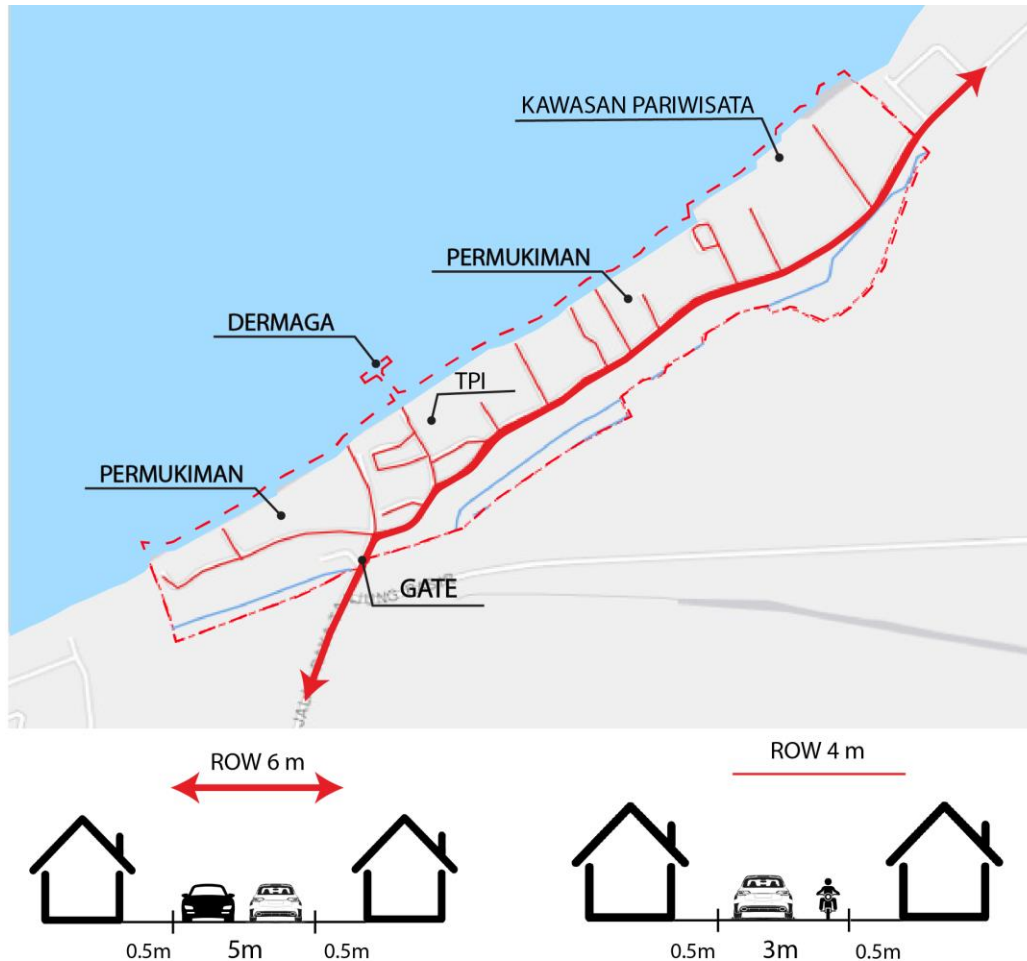 KAWASAN PARIWISATA
PERMUKIMAN
DERMAGA
TPI
PERMUKIMAN
GATE
ROW 6 m
0.5m 5m 0.5m
ROW 4 m
0.5m 3m 0.5m